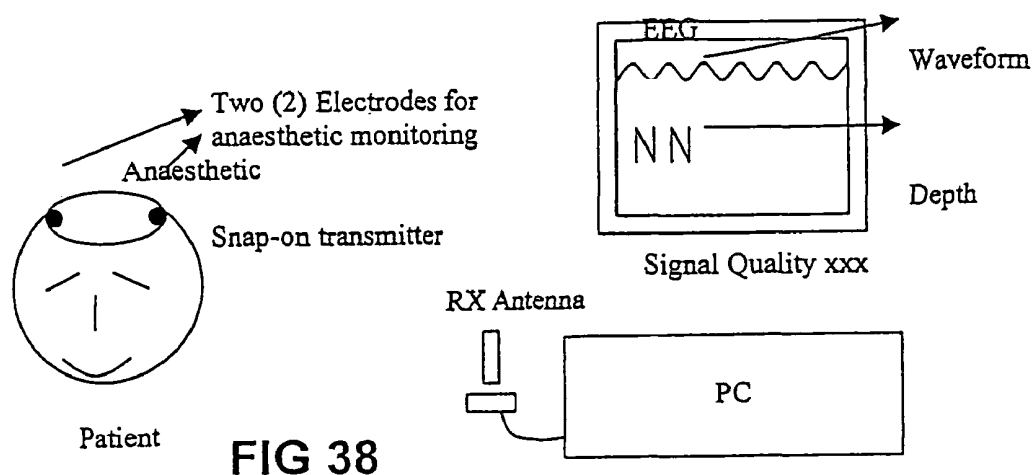 EEG
Waveform
Two (2) Electrodes for
anaesthetic monitoring
Anaesthetic
NN
Depth
Snap-on transmitter
Signal Quality xxx
RX Antenna
PC
Patient
FIG 38